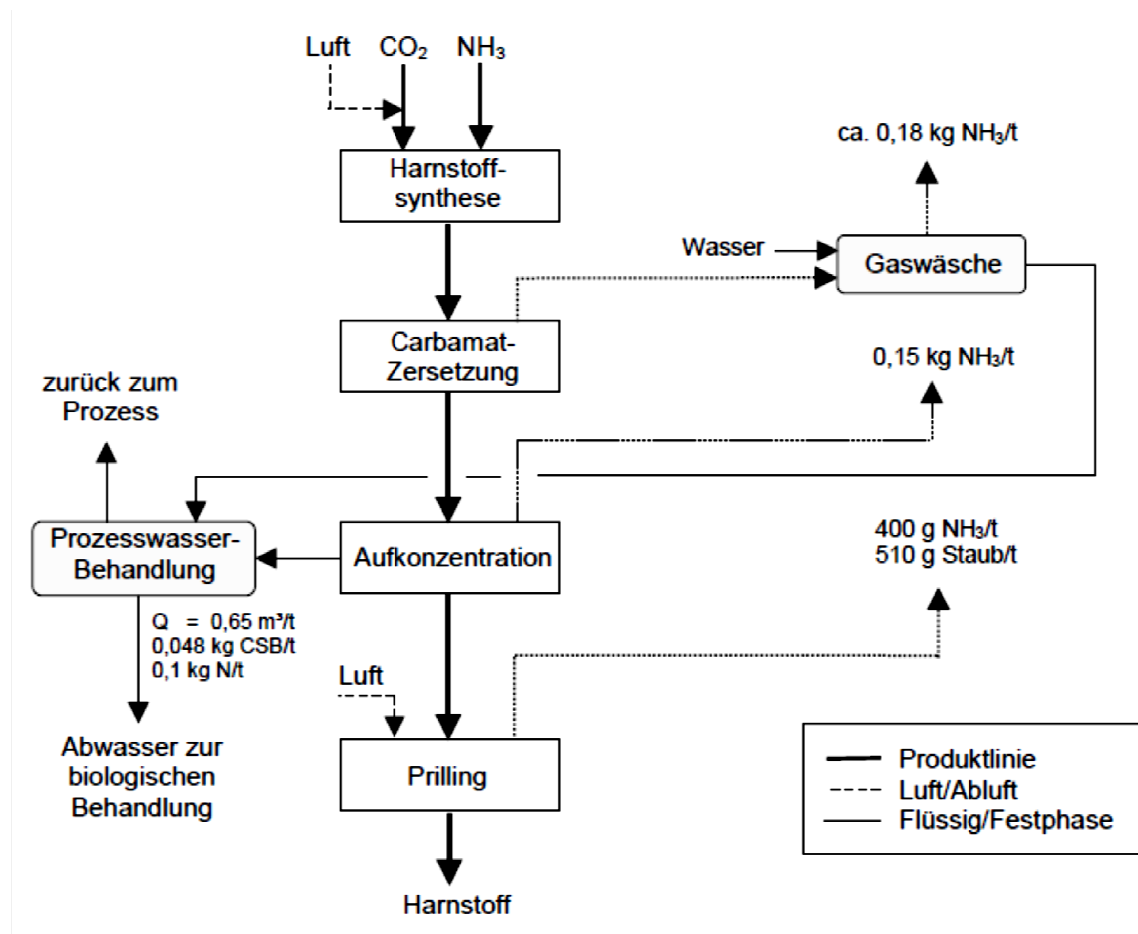 Luft CO₂ NH₃
ca. 0,18 kg NH₃/t
Harnstoff-
synthese
Wasser
Gaswäsche
Carbamat-
Zersetzung
0,15 kg NH₃/t
zurück zum
Prozess
400 g NH₃/t
510 g Staub/t
Prozesswasser-
Behandlung
Aufkonzentration
Q = 0,65 m³/t
0,048 kg CSB/t
0,1 kg N/t
Luft
Abwasser zur
biologischen
Behandlung
Prilling
Produktlinie
Luft/Abluft
Flüssig/Festphase
Harnstoff